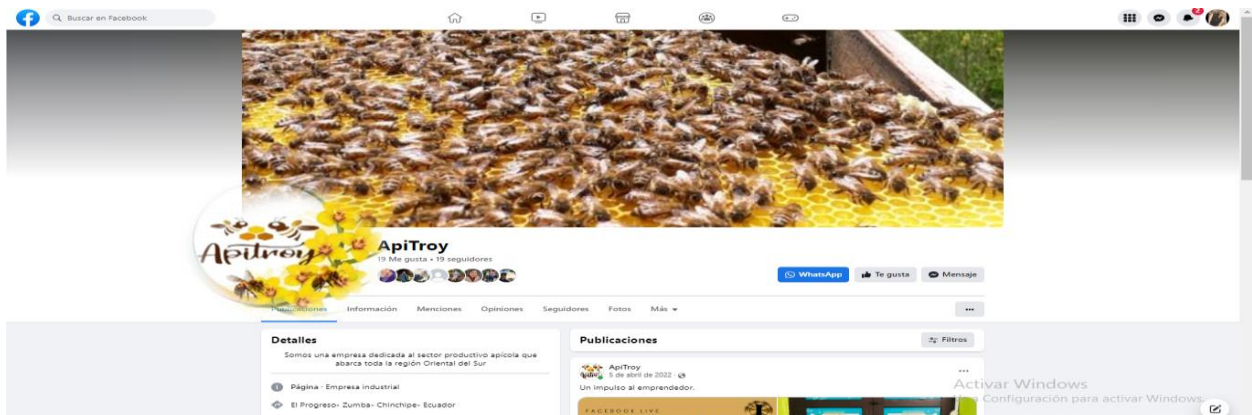 Buscar en Facebook
2
Apitroy
ApiTroy
19 Me gusta • 19 seguidores
WhatsApp
Te gusta
Mensaje
Publicaciones
Información
Menciones
Opiniones
Seguidores
Fotos
Más
Detalles
Somos una empresa dedicada al sector productivo apícola que
abarca toda la región Oriental del Sur
Página · Empresa industrial
El Progreso- Zumba- Chinchipe- Ecuador
Publicaciones
Filtros
ApiTroy
5 de abril de 2022
Un impulso al emprendedor.
FACEBOOK LIVE
Activar Windows
Configuración para activar Windows.